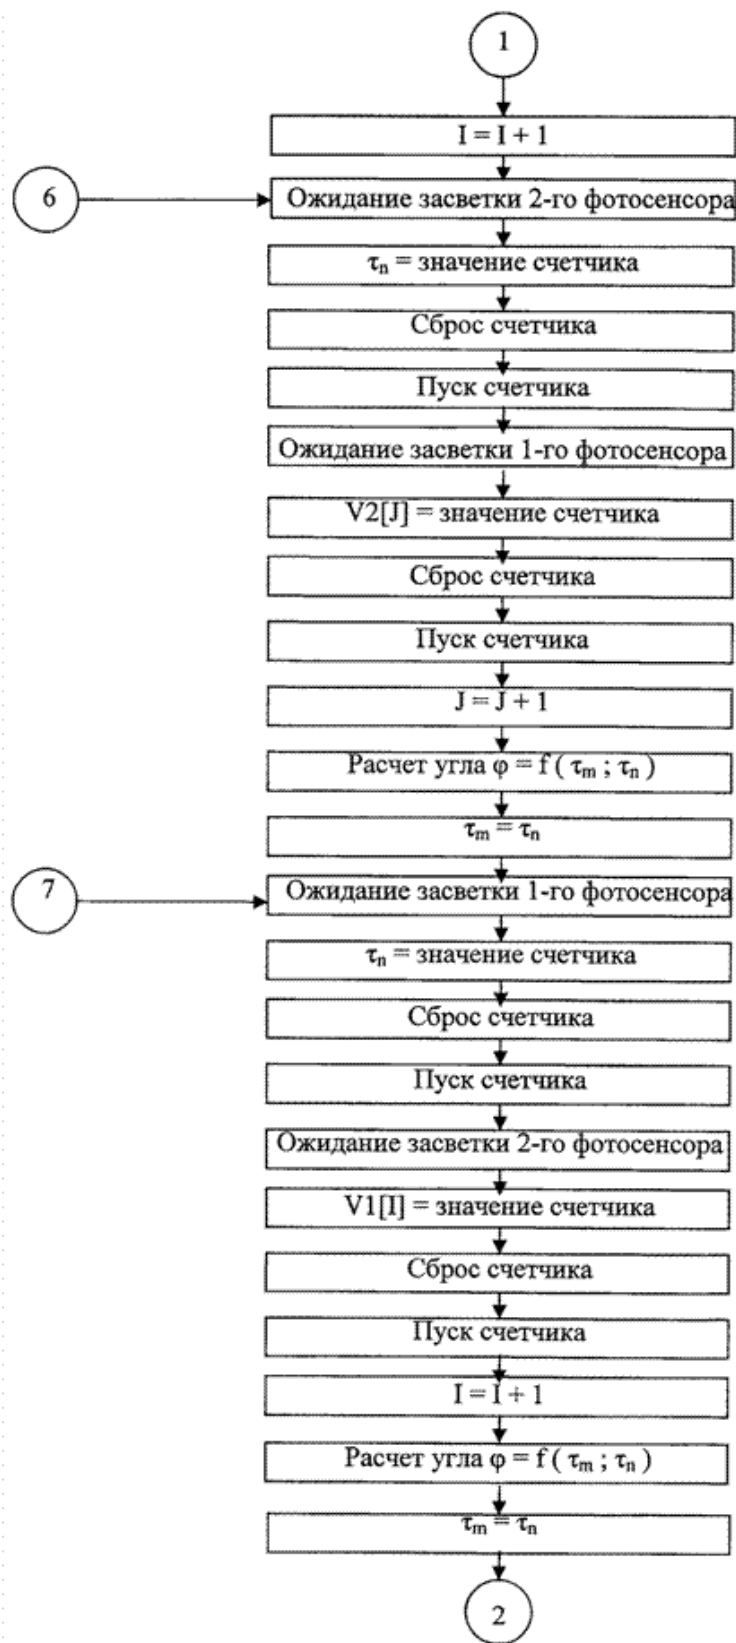 1
I = I + 1
6
Ожидание засветки 2-го фотосенсора
τn = значение счетчика
Сброс счетчика
Пуск счетчика
Ожидание засветки 1-го фотосенсора
V2[J] = значение счетчика
Сброс счетчика
Пуск счетчика
J = J + 1
Расчет угла φ = f ( τm ; τn )
τm = τn
7
Ожидание засветки 1-го фотосенсора
τn = значение счетчика
Сброс счетчика
Пуск счетчика
Ожидание засветки 2-го фотосенсора
V1[I] = значение счетчика
Сброс счетчика
Пуск счетчика
I = I + 1
Расчет угла φ = f ( τm ; τn )
τm = τn
2